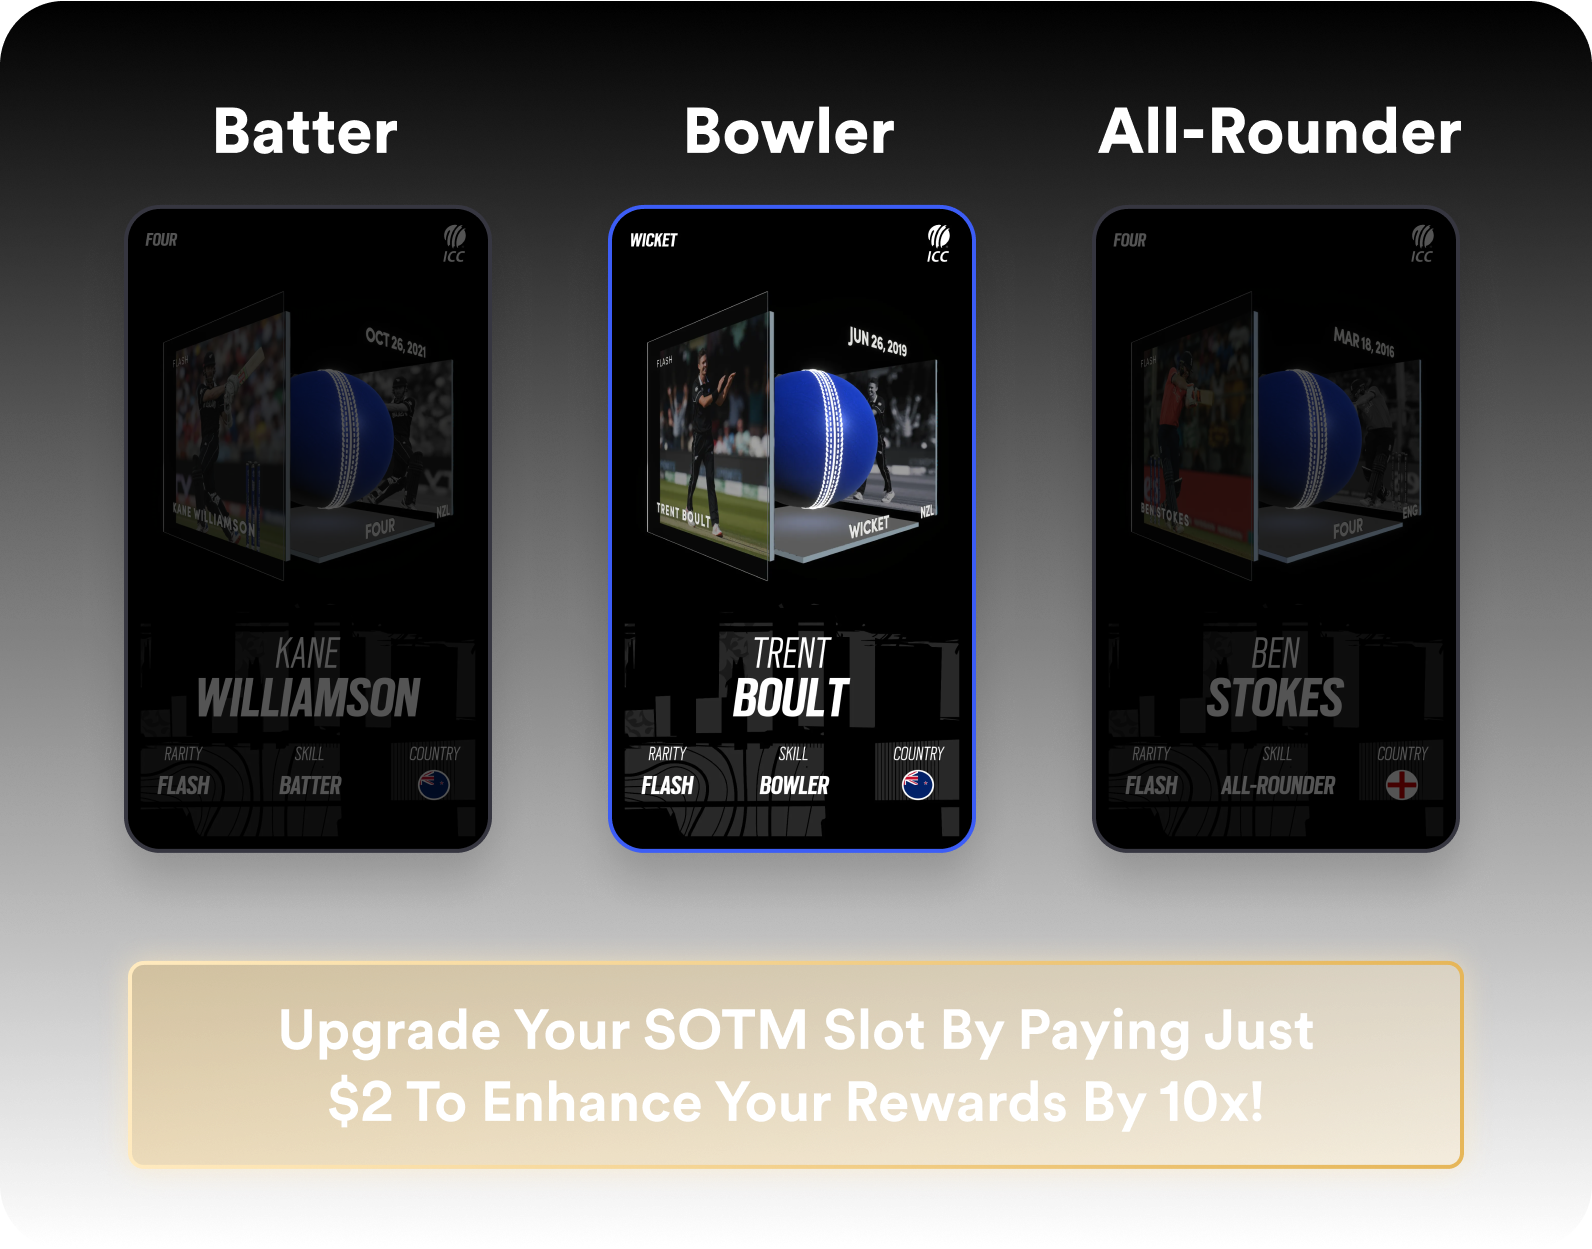 Batter
Bowler
All-Rounder
FOUR
ICC
FLASH
OCT 26, 2021
KANE WILLIAMSON
FOUR
NZL
KANE
WILLIAMSON
RARITY
SKILL
COUNTRY
FLASH
BATTER
WICKET
ICC
FLASH
JUN 26, 2019
TRENT BOULT
WICKET
NZL
TRENT
BOULT
RARITY
SKILL
COUNTRY
FLASH
BOWLER
FOUR
ICC
FLASH
MAR 18, 2016
BEN STOKES
FOUR
ENG
BEN
STOKES
RARITY
SKILL
COUNTRY
FLASH
ALL-ROUNDER
Upgrade Your SOTM Slot By Paying Just
$2 To Enhance Your Rewards By 10x!